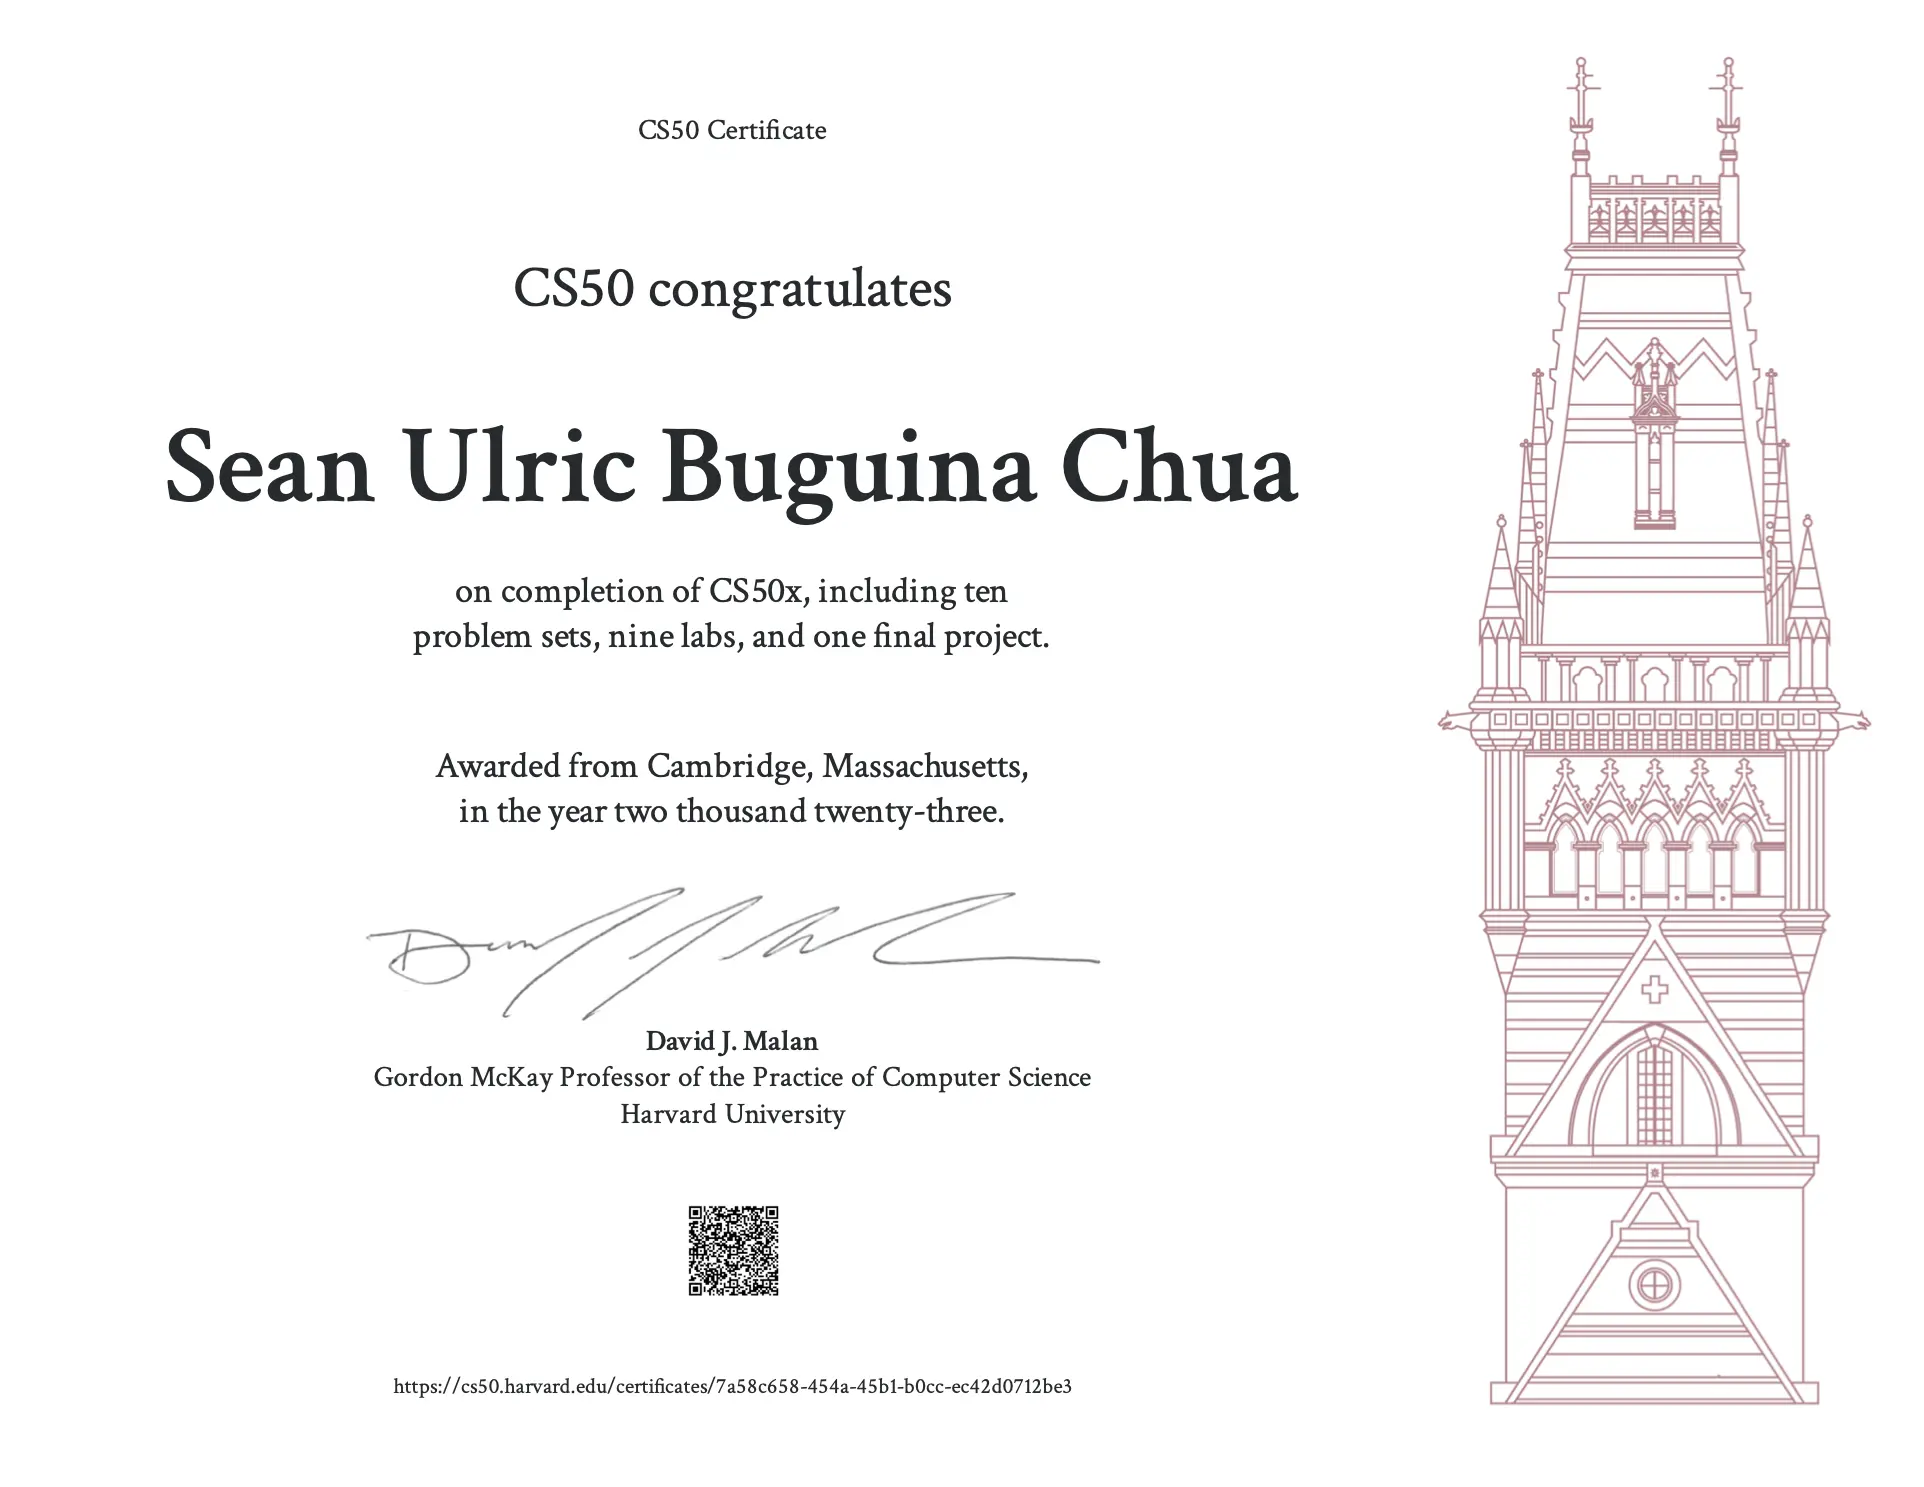 CS50 Certificate
CS50 congratulates
Sean Ulric Buguina Chua
on completion of CS50x, including ten
problem sets, nine labs, and one final project.
Awarded from Cambridge, Massachusetts,
in the year two thousand twenty-three.
David J. Malan
Gordon McKay Professor of the Practice of Computer Science
Harvard University
https://cs50.harvard.edu/certificates/7a58c658-454a-45b1-b0cc-ec42d0712be3